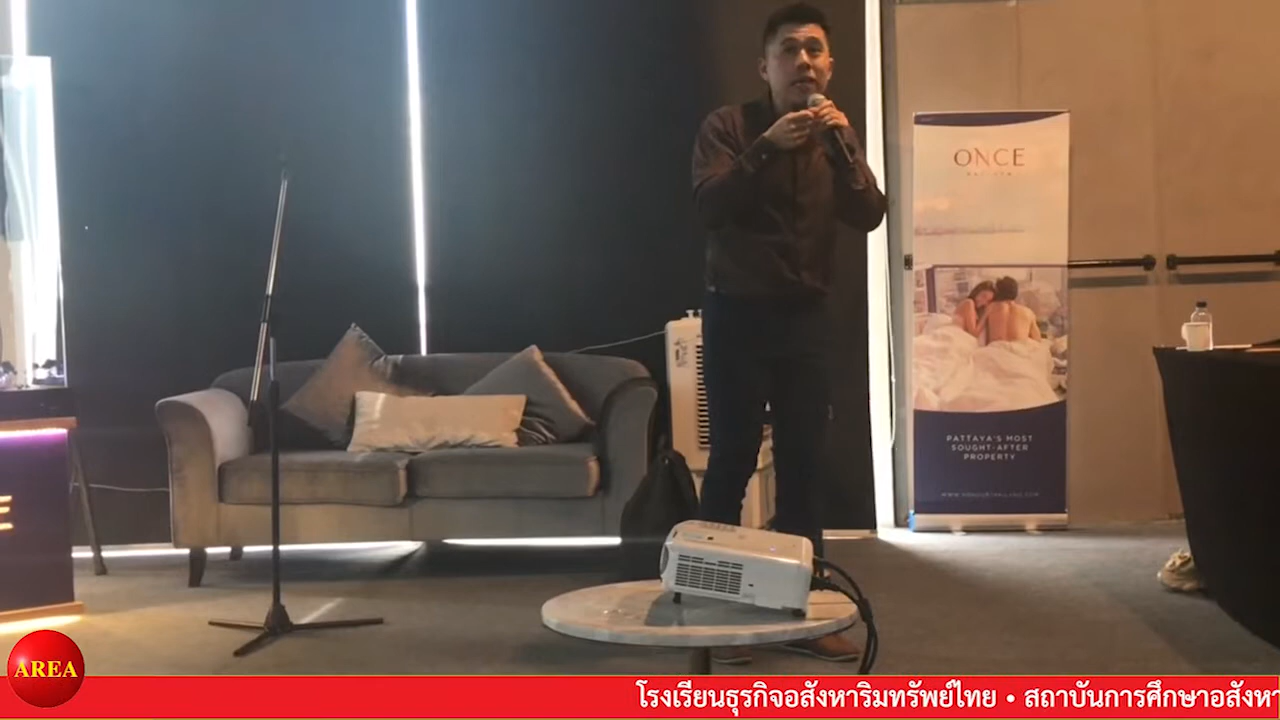 ONCE
PATTAYA
PATTAYA'S MOST
SOUGHT-AFTER
PROPERTY
E
AREA
โรงเรียนธุรกิจอสังหาริมทรัพย์ไทย • สถาบันการศึกษาอสังหา